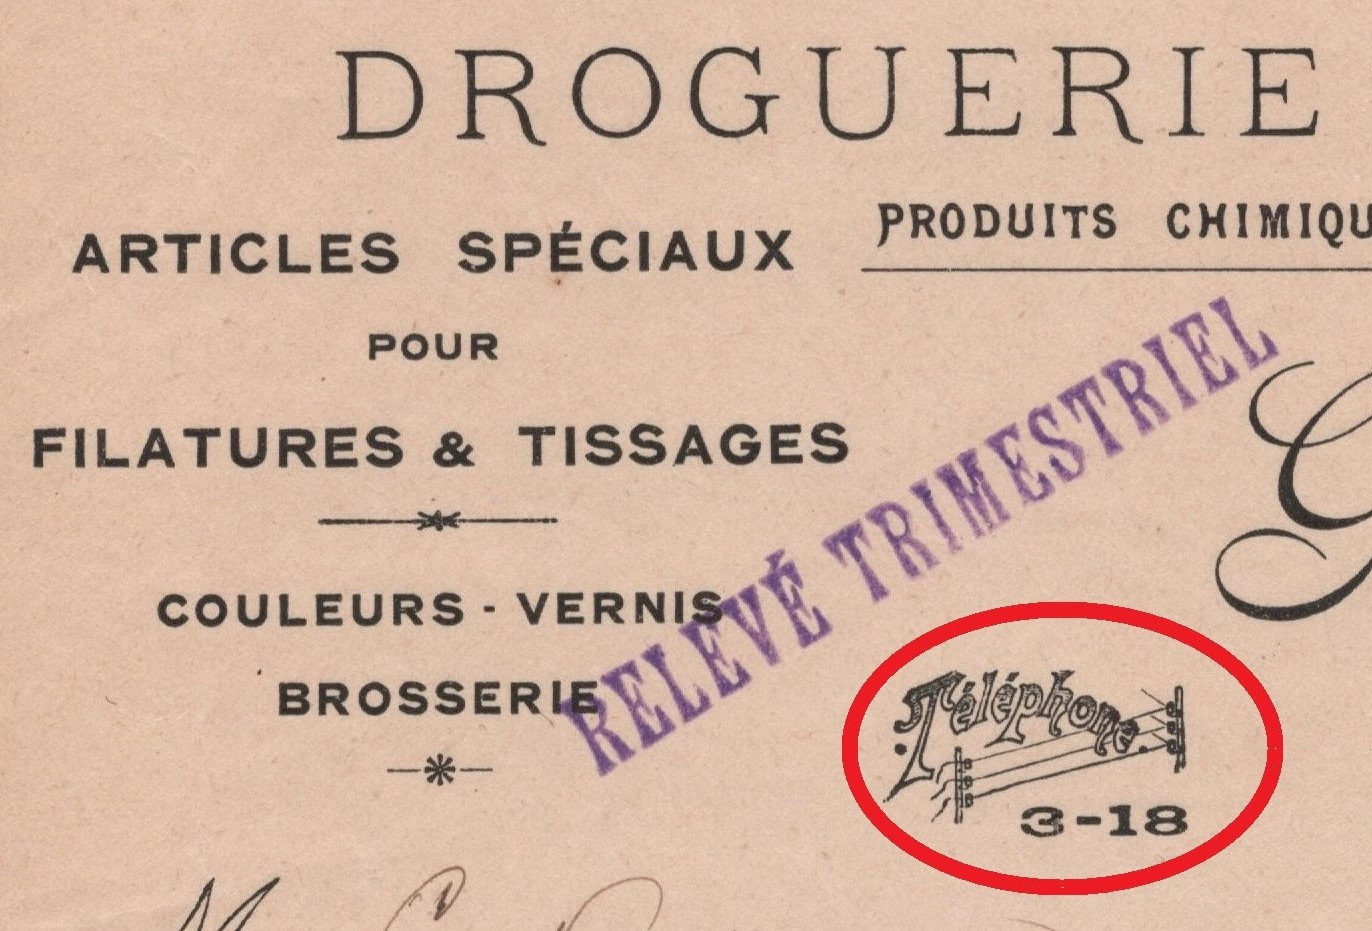 DROGUERIE
PRODUITS CHIMIQU
ARTICLES SPÉCIAUX
POUR
FILATURES & TISSAGES
COULEURS - VERNIS
BROSSERIE
RELEVÉ TRIMESTRIEL
Téléphone
3-18